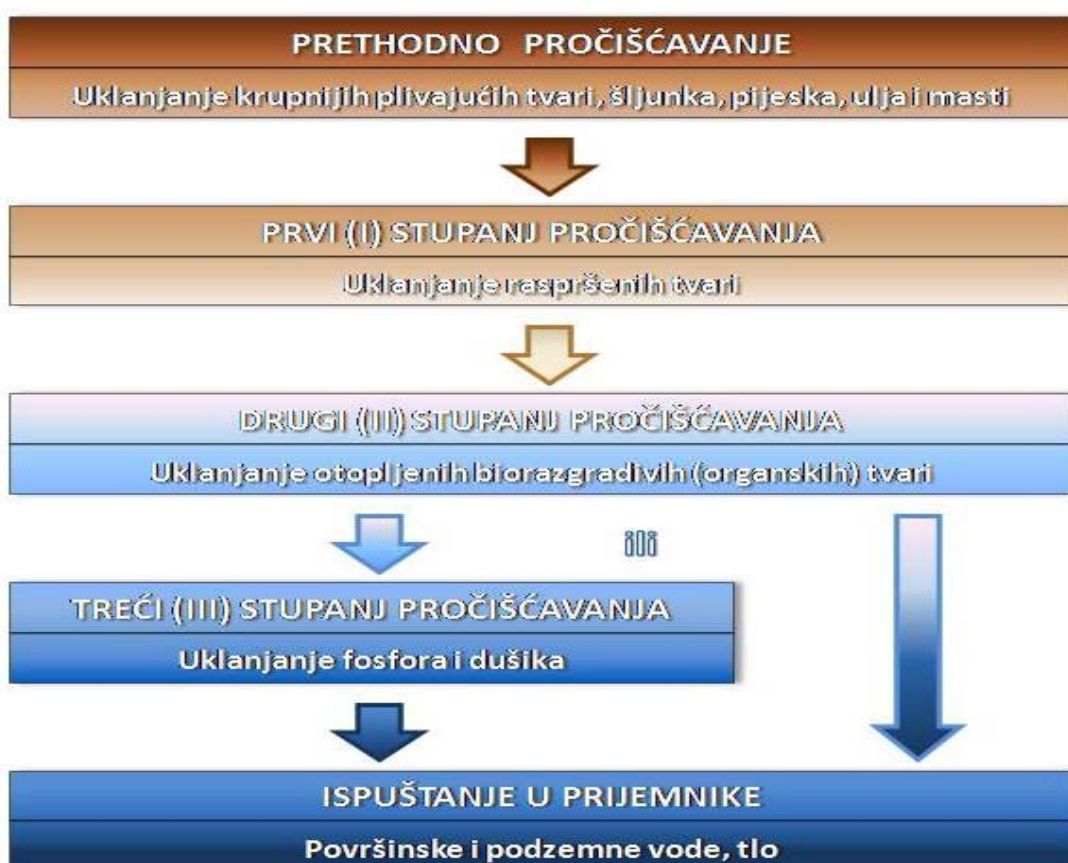 PRETHODNO PROČIŠĆAVANJE
Uklanjanje krupnijih plivajućih tvari, šljunka, pijeska, ulja i masti
PRVI (I) STUPANJ PROČIŠĆAVANJA
Uklanjanje raspršenih tvari
DRUGI (II) STUPANJ PROČIŠĆAVANJA
Uklanjanje otopljenih biorazgradivih (organskih) tvari
ili
TREĆI (III) STUPANJ PROČIŠĆAVANJA
Uklanjanje fosfora i dušika
ISPUŠTANJE U PRIJEMNIKE
Površinske i podzemne vode, tlo